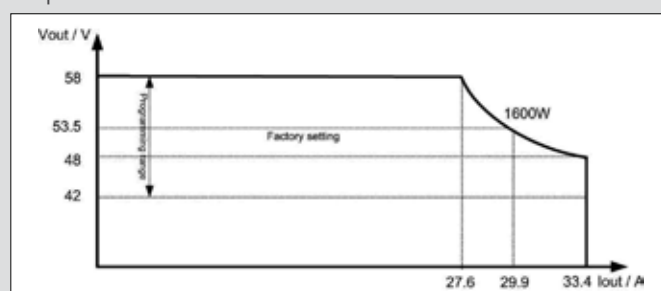 Vout / V
58
Programming range
1600W
53.5
Factory setting
48
42
27.6 29.9 33.4 Iout / A